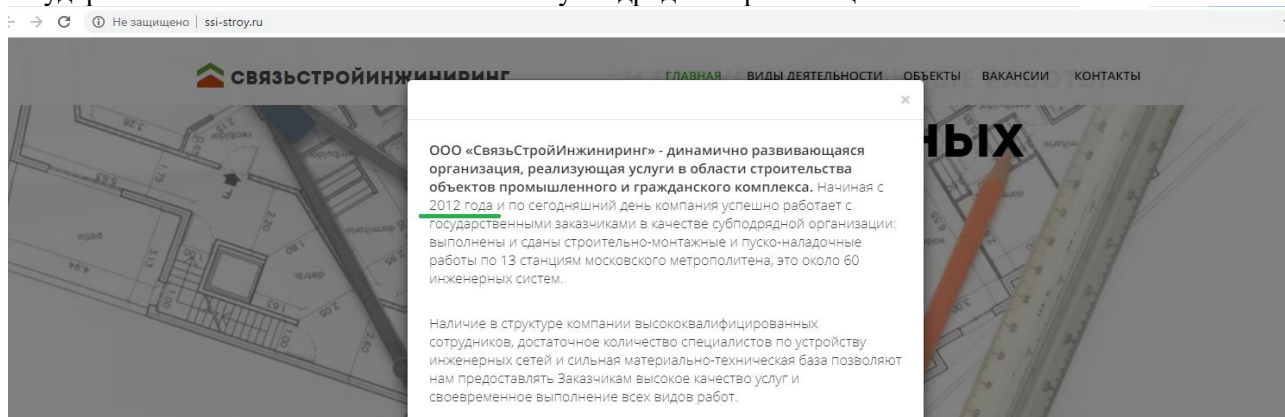 Не защищено | ssi-stroy.ru
СВЯЗЬСТРОЙИНЖИНИРИНГ
ГЛАВНАЯ ВИДЫ ДЕЯТЕЛЬНОСТИ ОБЪЕКТЫ ВАКАНСИИ КОНТАКТЫ
×
НЫХ
ООО «СвязьСтройИнжиниринг» - динамично развивающаяся
организация, реализующая услуги в области строительства
объектов промышленного и гражданского комплекса. Начиная с
2012 года и по сегодняшний день компания успешно работает с
государственными заказчиками в качестве субподрядной организации:
выполнены и сданы строительно-монтажные и пуско-наладочные
работы по 13 станциям московского метрополитена, это около 60
инженерных систем.
Наличие в структуре компании высококвалифицированных
сотрудников, достаточное количество специалистов по устройству
инженерных сетей и сильная материально-техническая база позволяют
нам предоставлять Заказчикам высокое качество услуг и
своевременное выполнение всех видов работ.